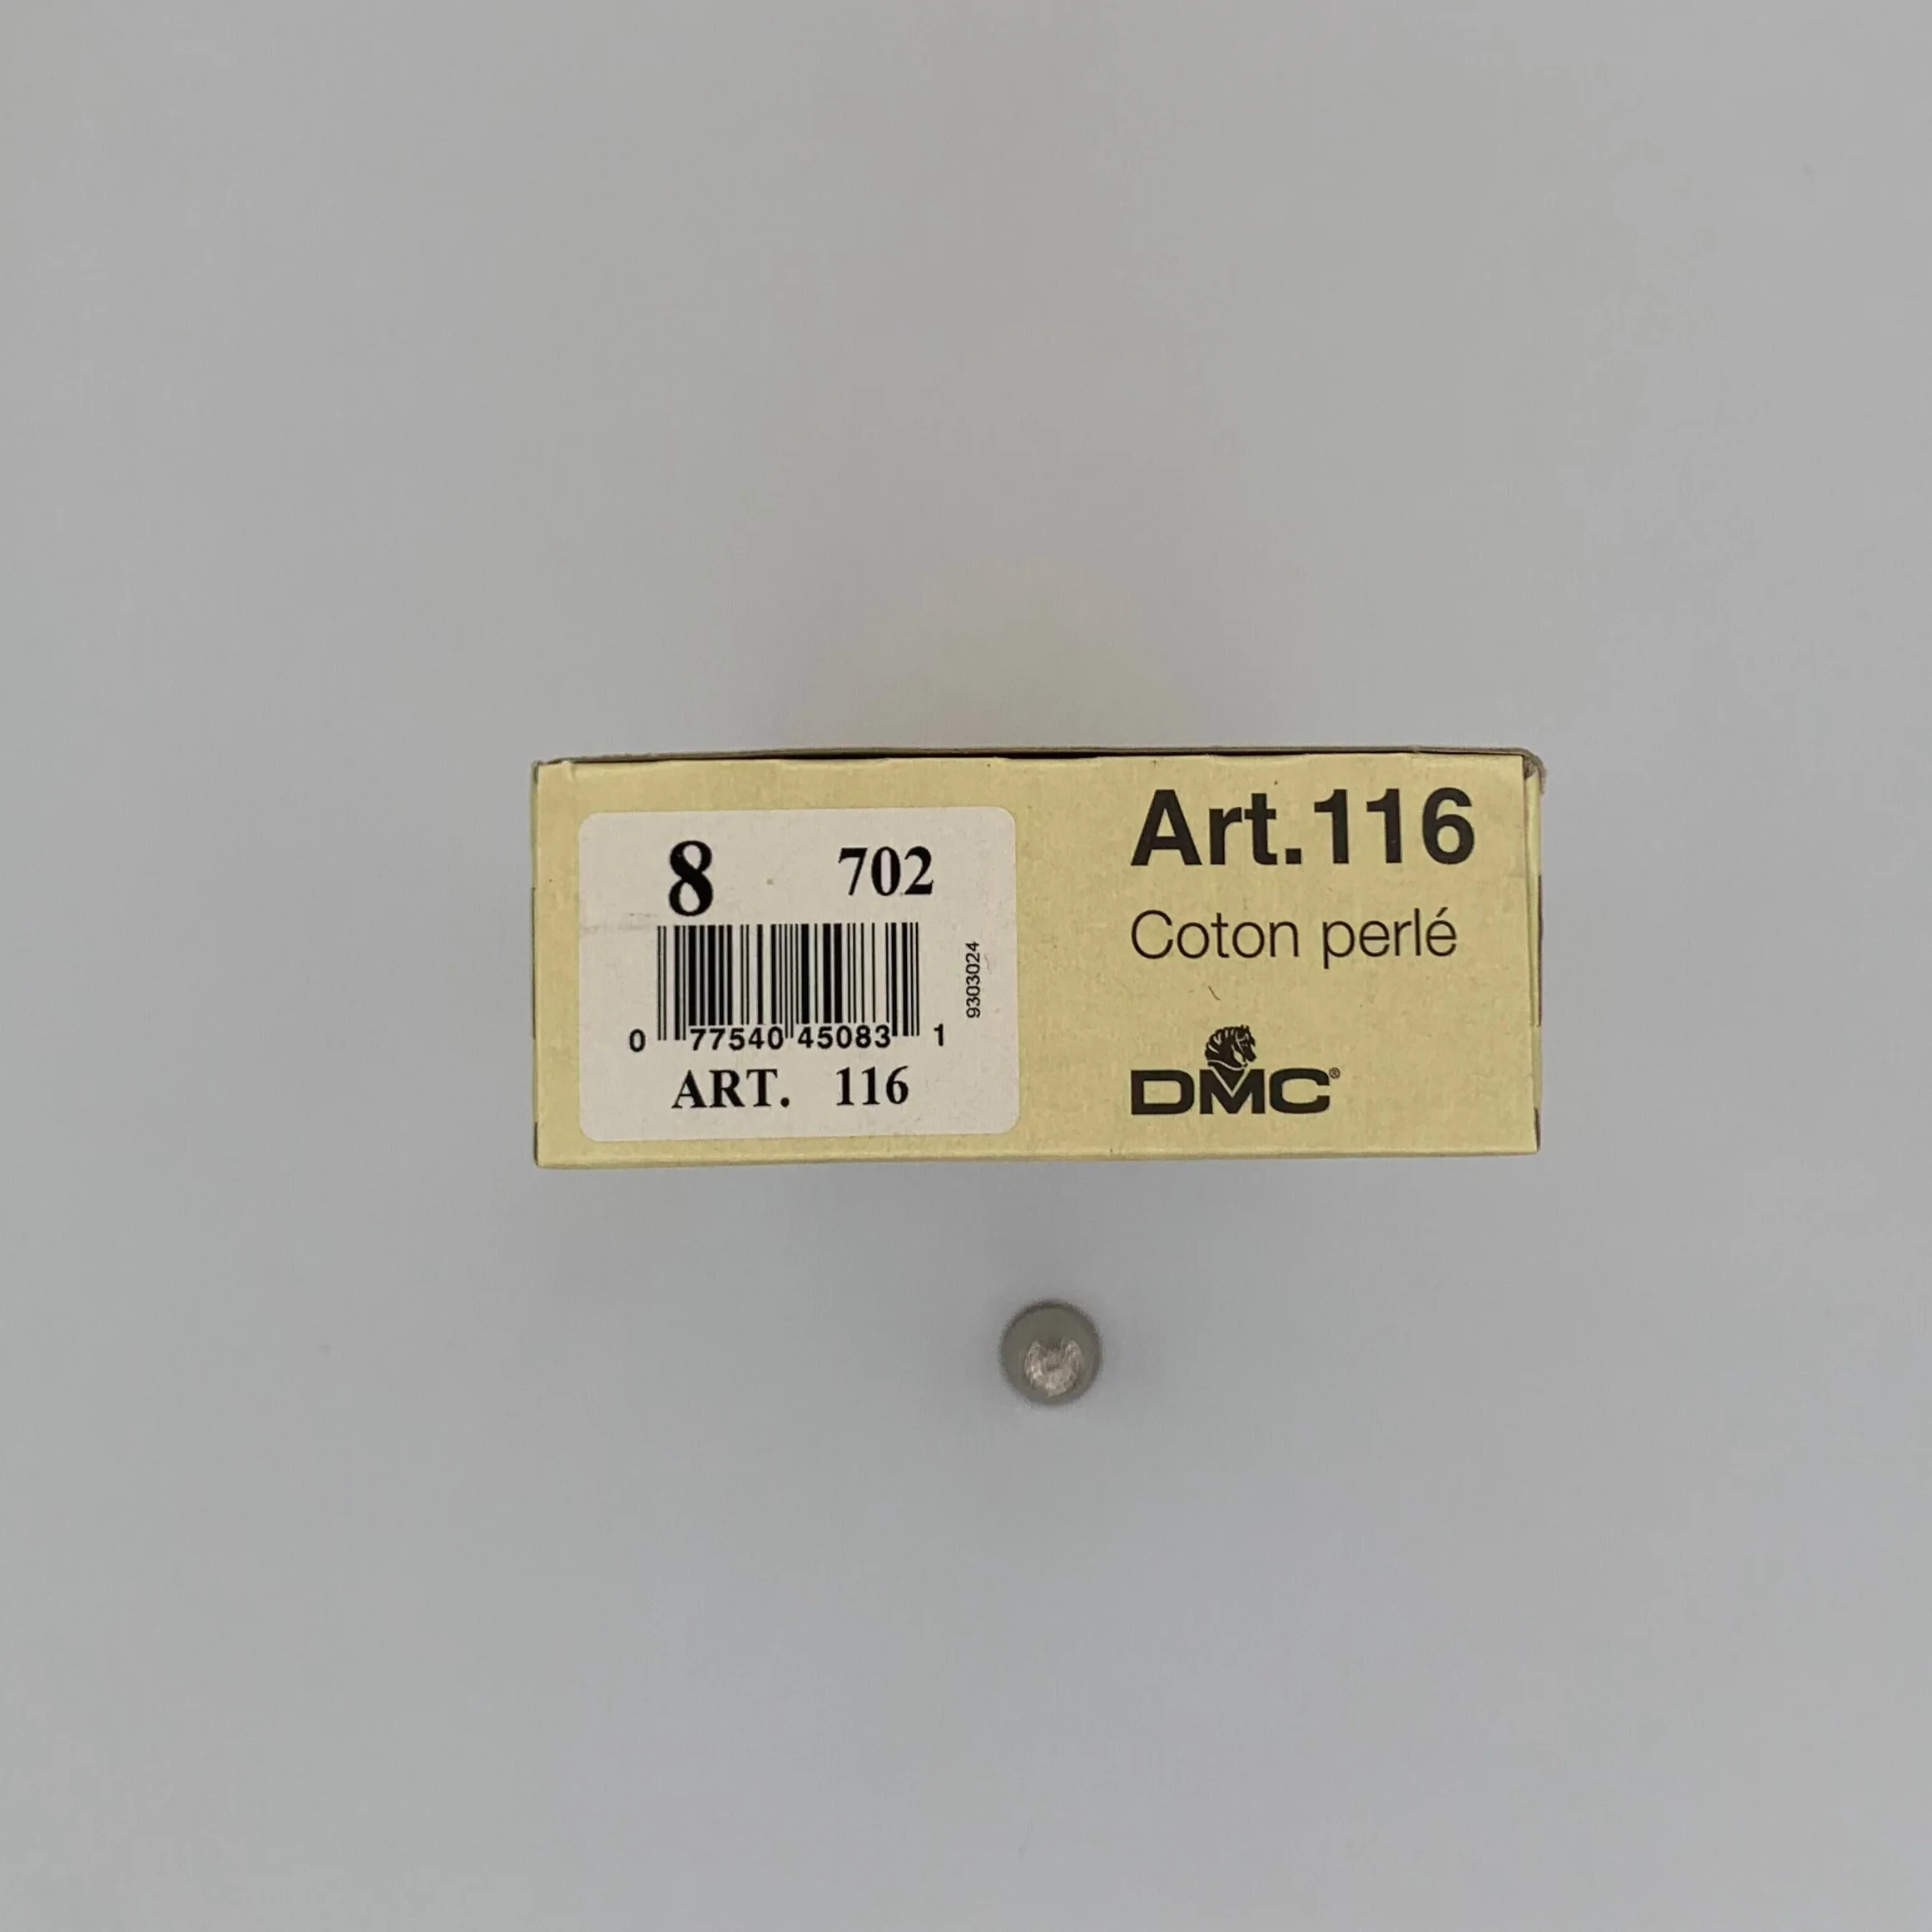 8 702
0 77540 45083 1
9303024
ART. 116
Art.116
Coton perlé
DMC®